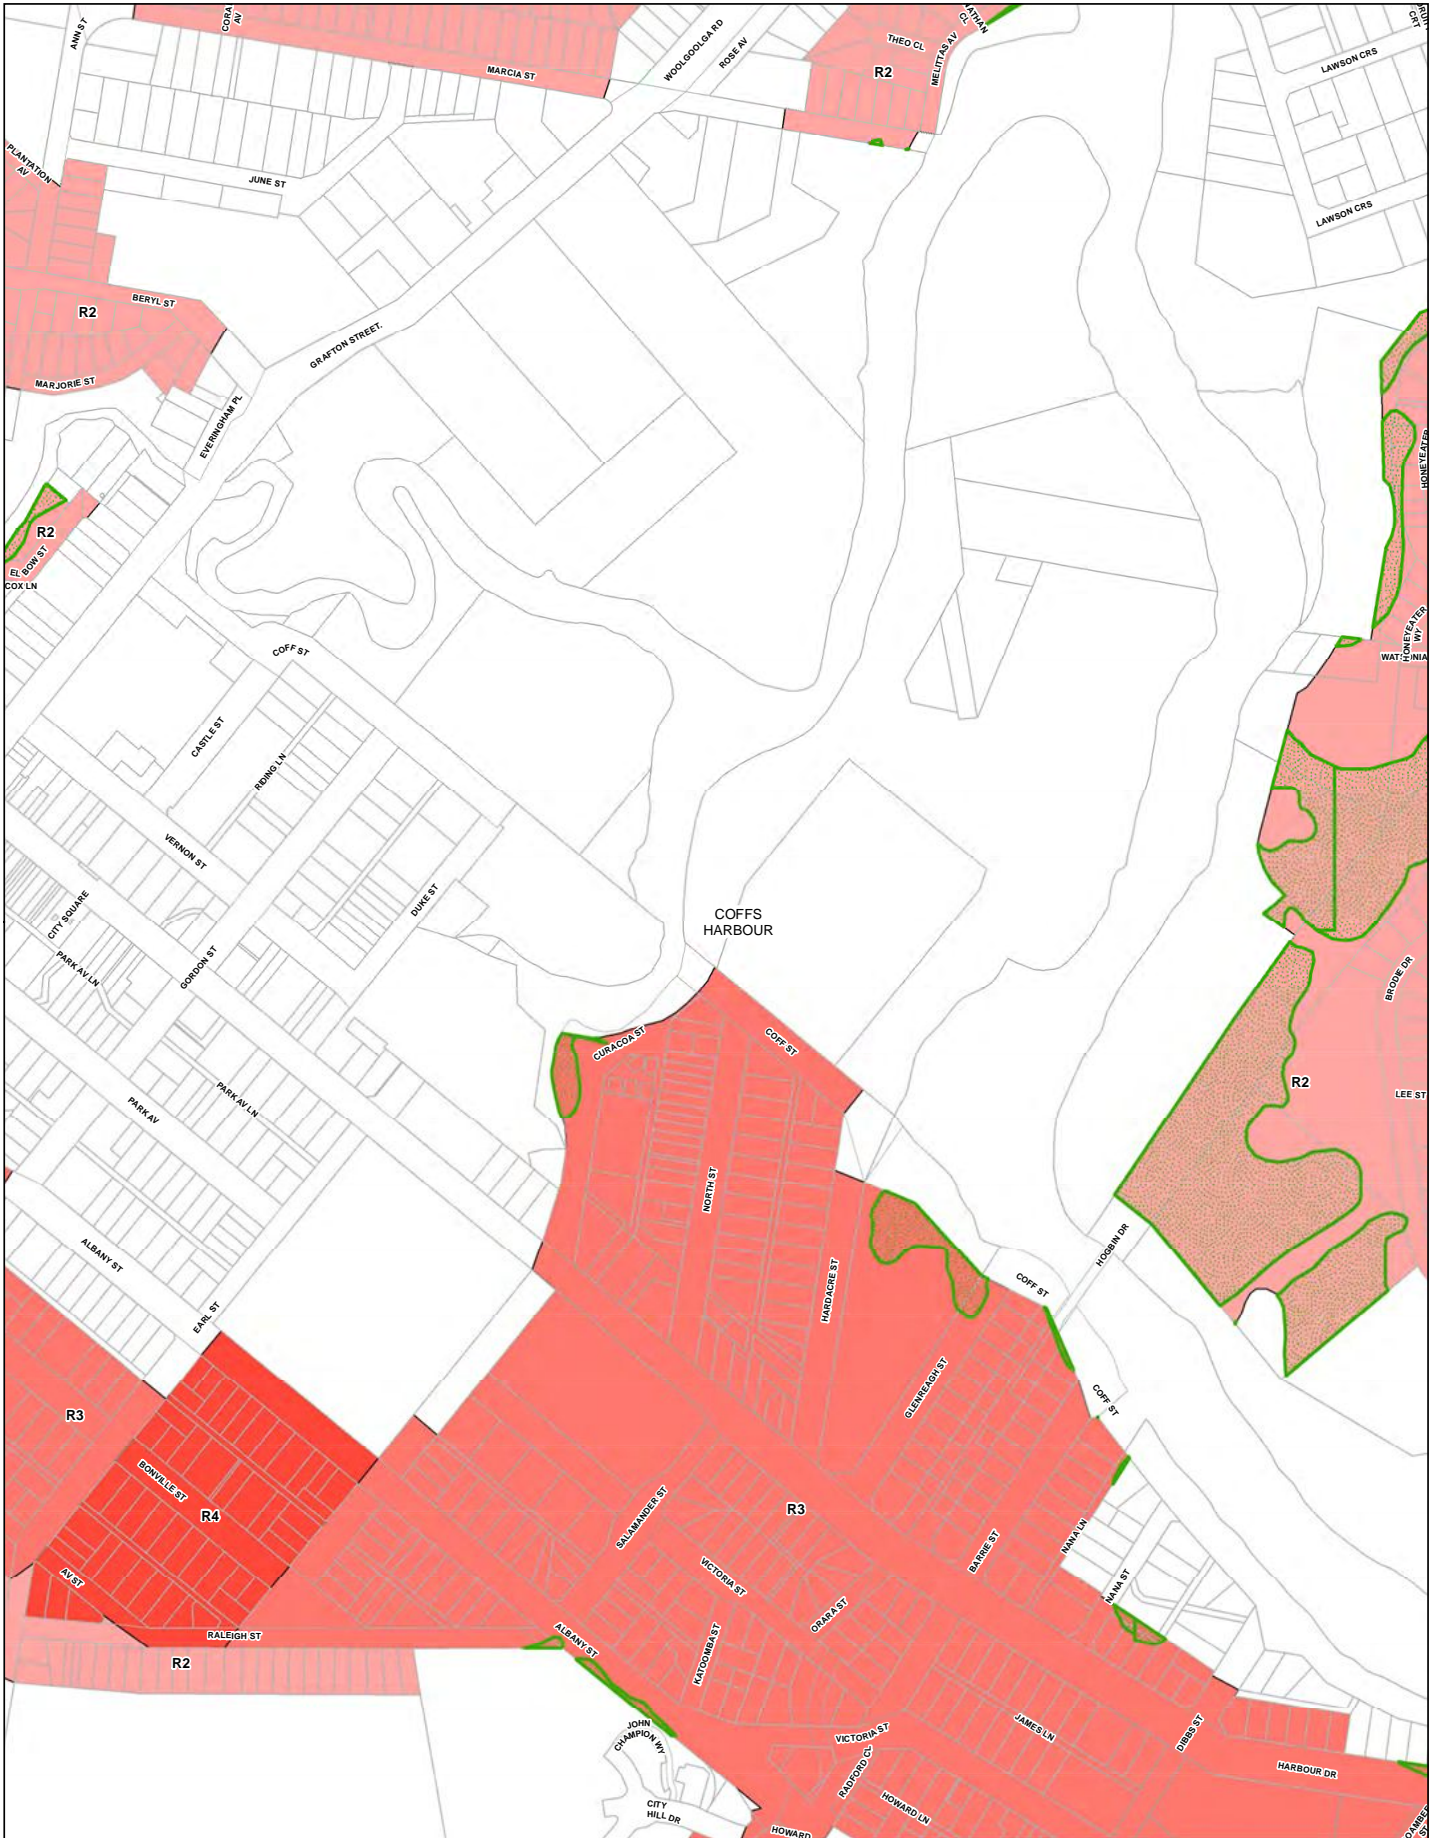 ANN ST
CORA
AV
WOOLGOOLGA RD
ROSE AV
THEO CL
MELITTAS AV
CL
CRT
LAWSON CRS
MARCIA ST
R2
PLANTATION
AV
JUNE ST
LAWSON CRS
BERYL ST
R2
GRAFTON STREET.
MARJORIE ST
EVERINGHAM PL
HONEYEATER
R2
ELBOW ST
COX LN
HONEYEATER
WY
COFF ST
CASTLE ST
RIDING LN
VERNON ST
DUKE ST
CITY SQUARE
COFFS
HARBOUR
GORDON ST
PARK AV LN
BRODIE DR
CURACOA ST
COFF ST
R2
LEE ST
PARK AV LN
PARK AV
NORTH ST
ALBANY ST
HOGBIN DR
HARDACRE ST
COFF ST
EARL ST
GLENREAGH ST
COFF ST
R3
BONVILLE ST
R4
SALAMANDER ST
R3
NANA LN
BARRIE ST
AV ST
VICTORIA ST
NANA ST
ORARA ST
RALEIGH ST
ALBANY ST
KATOOMBA ST
R2
JOHN
CHAMPION WY
VICTORIA ST
JAMES LN
DIBBS ST
RADFORD CL
HARBOUR DR
CITY
HILL DR
HOWARD LN
HOWARD
ST